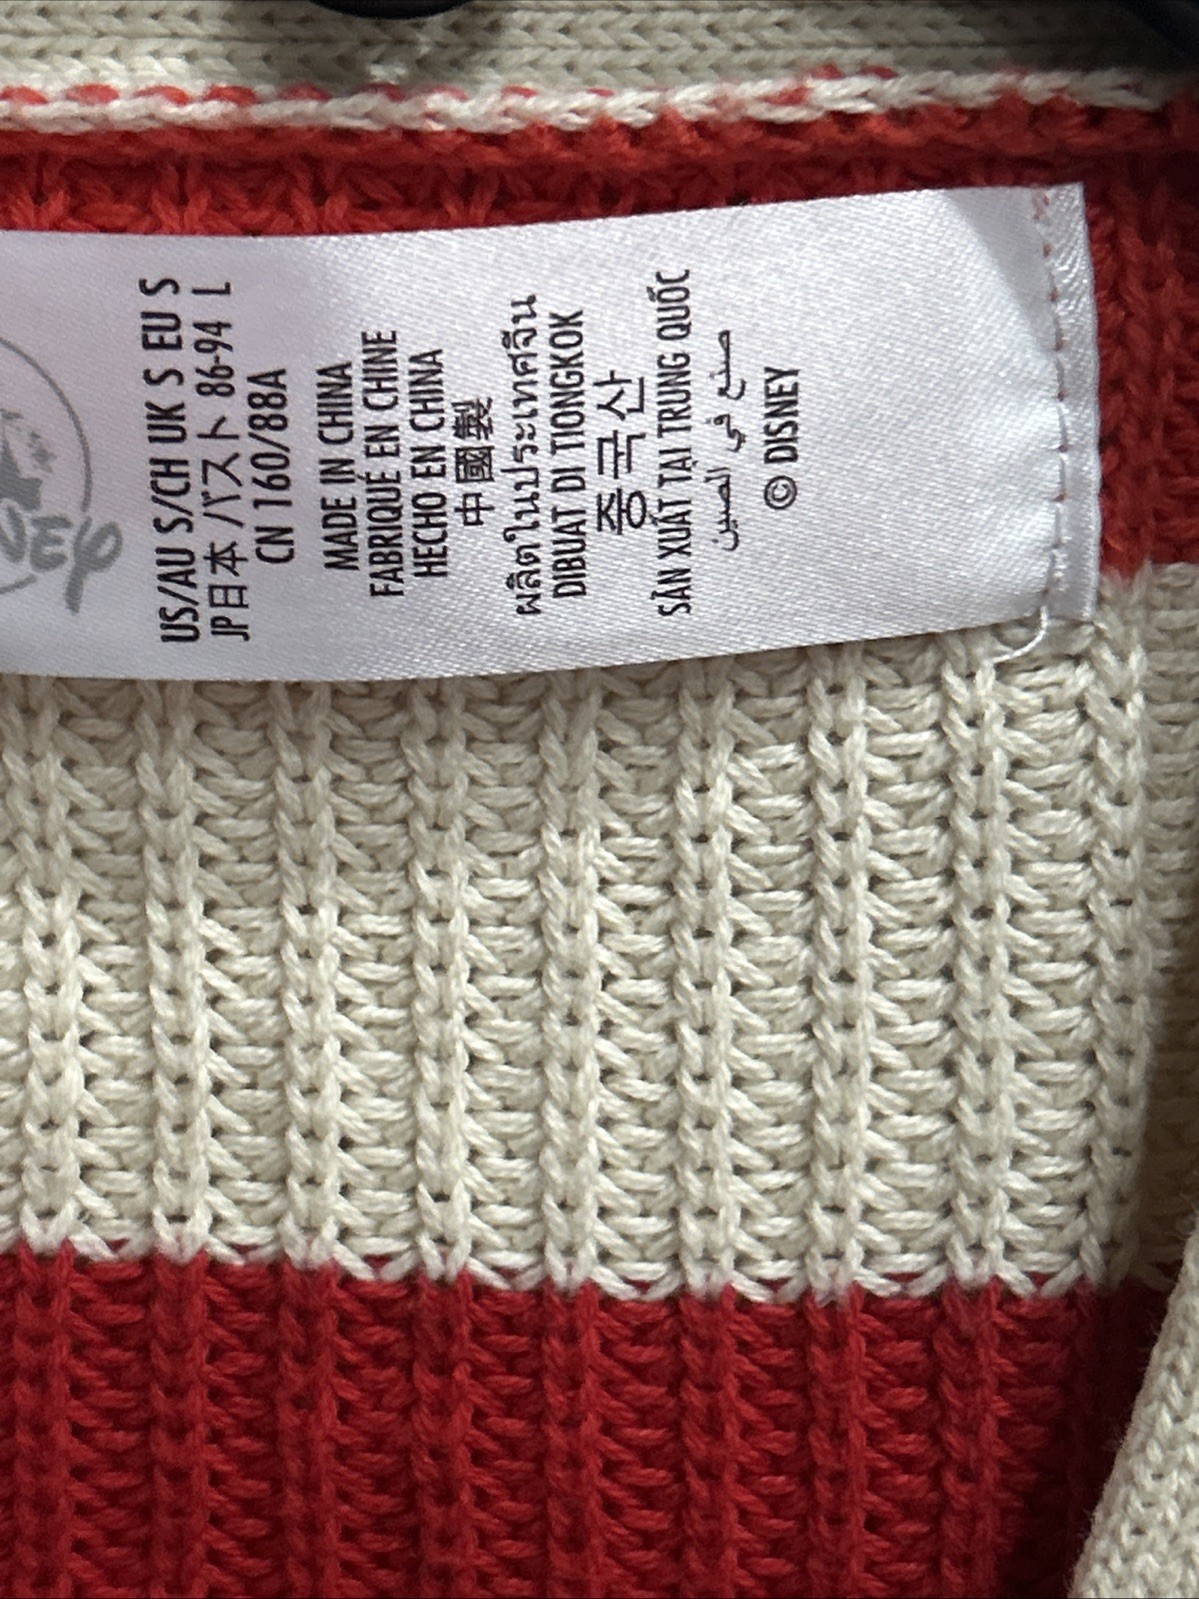 US/AU S/CH UK S EU S
JP日本 バスト 86-94 L
CN 160/88A
MADE IN CHINA
FABRIQUÉ EN CHINE
HECHO EN CHINA
中國製
ผลิตในประเทศจีน
DIBUAT DI TIONGKOK
중국산
SẢN XUẤT TẠI TRUNG QUỐC
صنع في الصين
© DISNEY